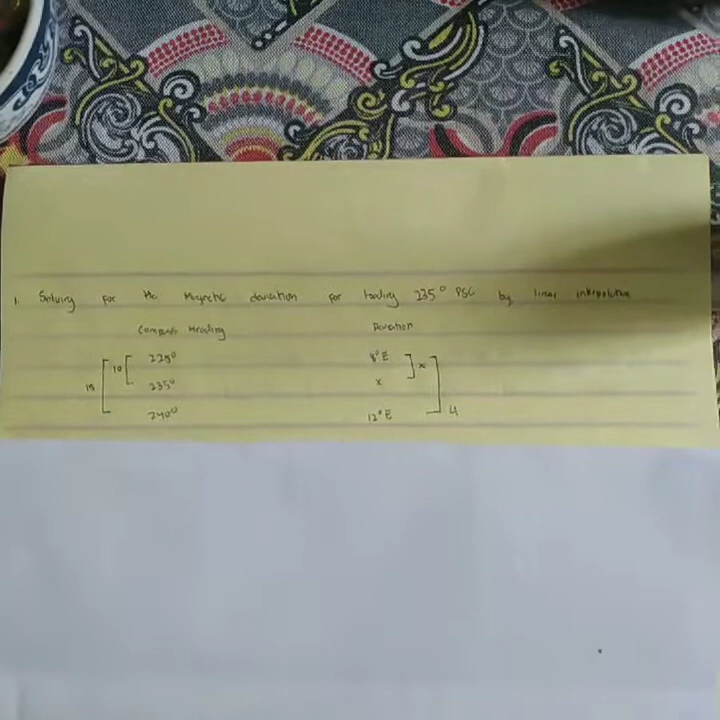 1. Solving for the Magnetic deviation for heading 235° PSC by linear interpolation
Compass Heading Deviation
225° 8°E
10 x
235° x
15
240° 12°E 4